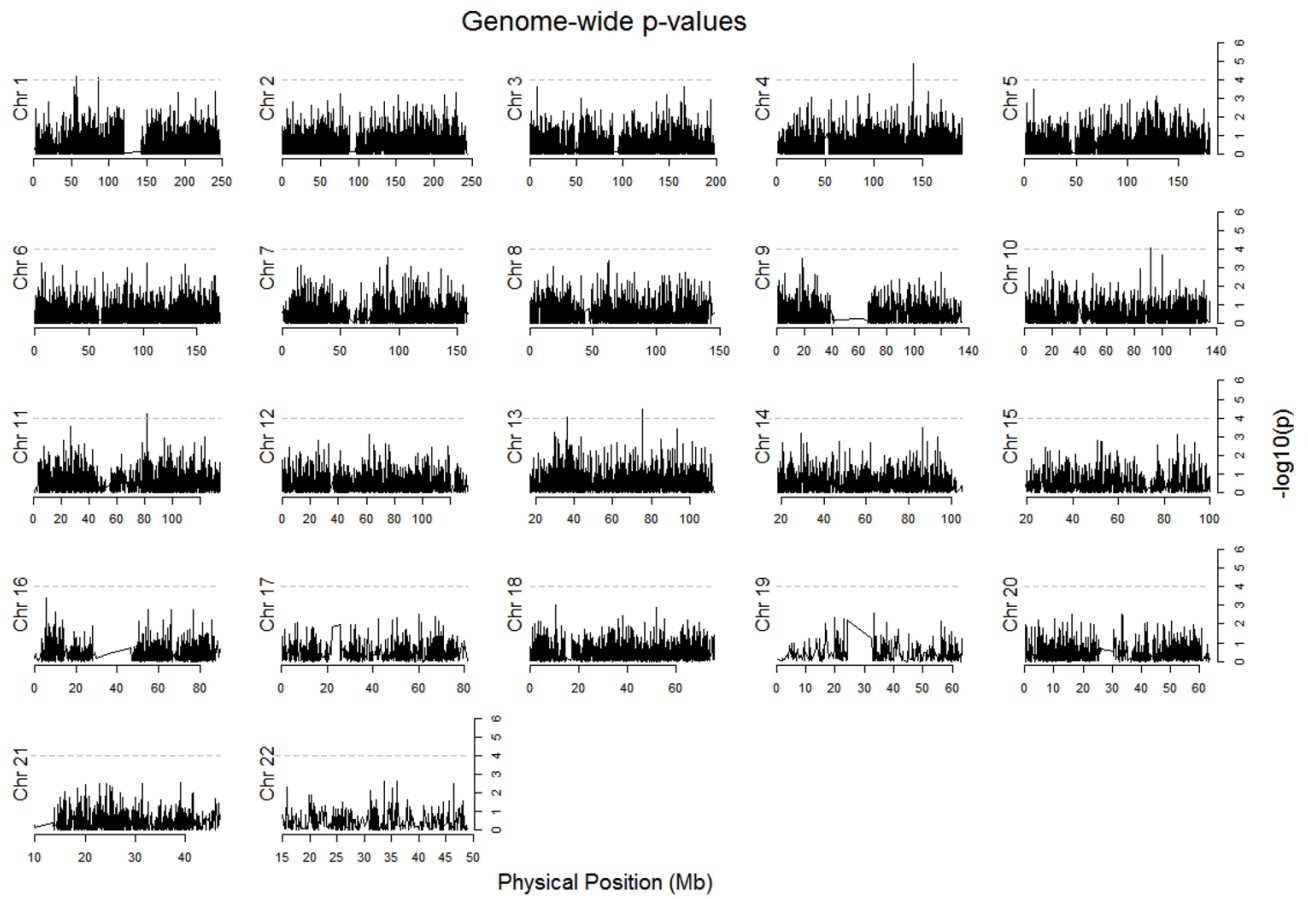 Genome-wide p-values
Chr 1
Chr 2
Chr 3
Chr 4
Chr 5
6
5
4
3
2
1
0
0 50 100 150 200 250
0 50 100 150 200 250
0 50 100 150 200
0 50 100 150
0 50 100 150
Chr 6
Chr 7
Chr 8
Chr 9
Chr 10
6
5
4
3
2
1
0
0 50 100 150
0 50 100 150
0 50 100 150
0 20 40 60 80 100 120 140
0 20 40 60 80 100 120 140
Chr 11
Chr 12
Chr 13
Chr 14
Chr 15
6
5
4
3
2
1
0
0 20 40 60 80 100
0 20 40 60 80 100
20 40 60 80 100
20 40 60 80 100
20 40 60 80 100
-log10(p)
Chr 16
Chr 17
Chr 18
Chr 19
Chr 20
6
5
4
3
2
1
0
0 20 40 60 80
0 20 40 60 80
0 20 40 60
0 10 20 30 40 50 60
0 10 20 30 40 50 60
Chr 21
Chr 22
6
5
4
3
2
1
0
10 20 30 40
15 20 25 30 35 40 45 50
Physical Position (Mb)